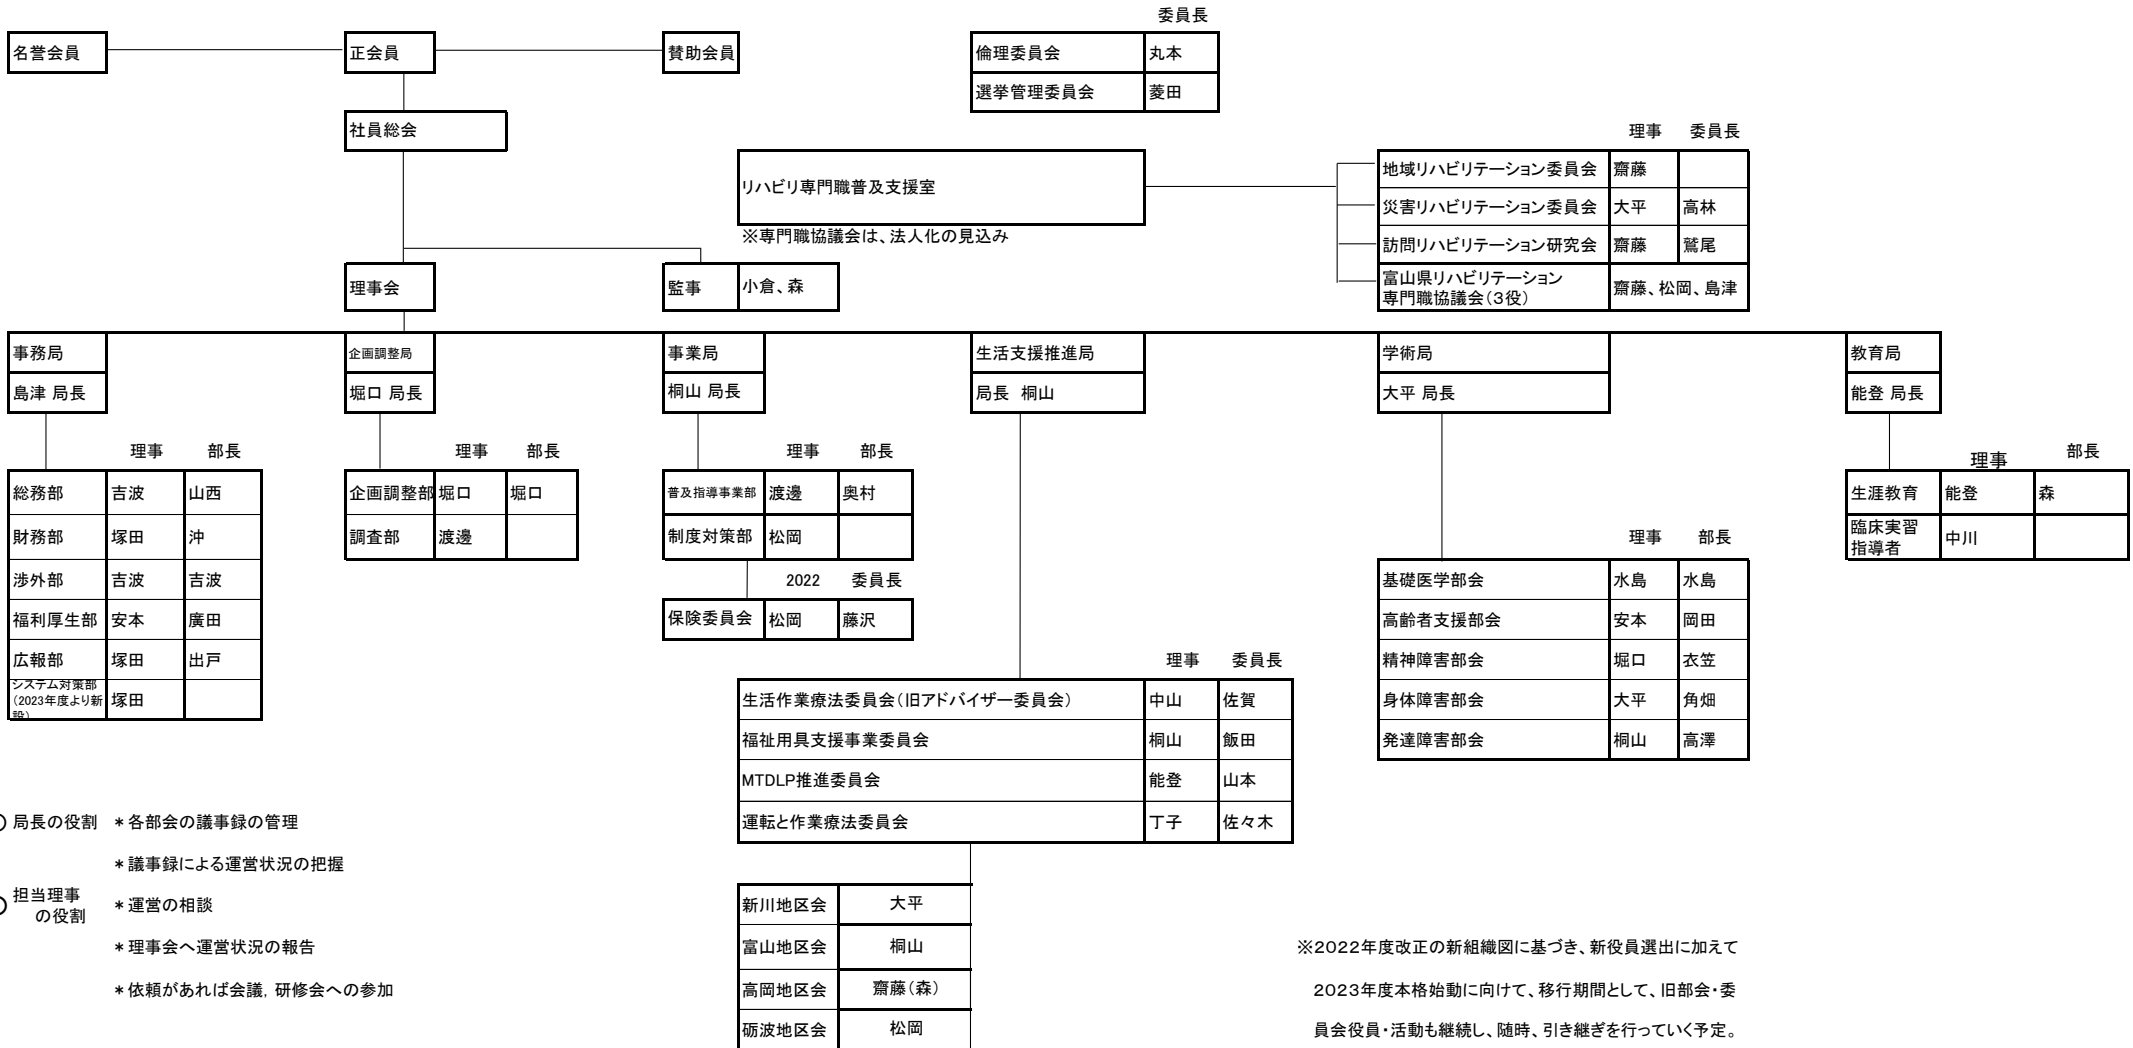 委員長
名誉会員
正会員
賛助会員
倫理委員会 丸本
選挙管理委員会 菱田
社員総会
理事 委員長
リハビリ専門職普及支援室
※専門職協議会は、法人化の見込み
地域リハビリテーション委員会 齋藤
災害リハビリテーション委員会 大平 高林
訪問リハビリテーション研究会 齋藤 鷲尾
富山県リハビリテーション
専門職協議会(3役) 齋藤、松岡、島津
理事会
監事 小倉、森
事務局
島津 局長
企画調整局
堀口 局長
事業局
桐山 局長
生活支援推進局
局長 桐山
学術局
大平 局長
教育局
能登 局長
理事 部長
総務部 吉波 山西
財務部 塚田 沖
渉外部 吉波 吉波
福利厚生部 安本 廣田
広報部 塚田 出戸
システム対策部
(2023年度より新
設) 塚田
理事 部長
企画調整部 堀口 堀口
調査部 渡邊
理事 部長
普及指導事業部 渡邊 奥村
制度対策部 松岡
2022 委員長
保険委員会 松岡 藤沢
理事 委員長
生活作業療法委員会(旧アドバイザー委員会) 中山 佐賀
福祉用具支援事業委員会 桐山 飯田
MTDLP推進委員会 能登 山本
運転と作業療法委員会 丁子 佐々木
新川地区会 大平
富山地区会 桐山
高岡地区会 齋藤(森)
砺波地区会 松岡
理事 部長
基礎医学部会 水島 水島
高齢者支援部会 安本 岡田
精神障害部会 堀口 衣笠
身体障害部会 大平 角畑
発達障害部会 桐山 高澤
理事 部長
生涯教育 能登 森
臨床実習
指導者 中川
○ 局長の役割 *各部会の議事録の管理
*議事録による運営状況の把握
○ 担当理事
の役割 *運営の相談
*理事会へ運営状況の報告
*依頼があれば会議,研修会への参加
※2022年度改正の新組織図に基づき、新役員選出に加えて
2023年度本格始動に向けて、移行期間として、旧部会・委
員会役員・活動も継続し、随時、引き継ぎを行っていく予定。